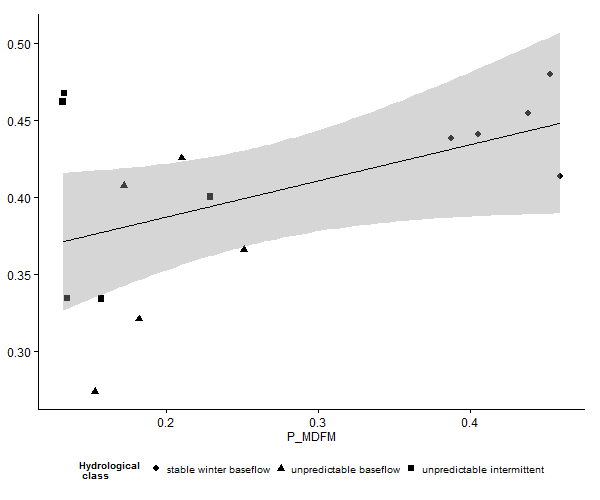 0.50
0.45
0.40
0.35
0.30
0.2 0.3 0.4
P_MDFM
Hydrological
class
stable winter baseflow unpredictable baseflow unpredictable intermittent